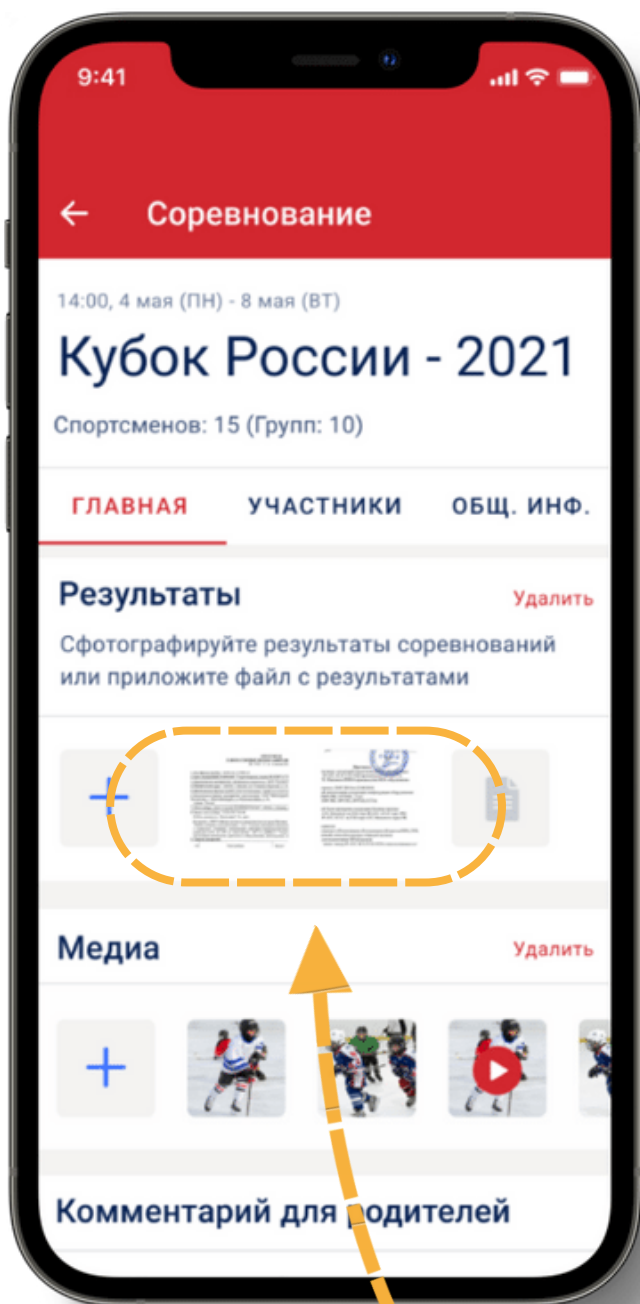 9:41
Соревнование
14:00, 4 мая (ПН) - 8 мая (ВТ)
Кубок России - 2021
Спортсменов: 15 (Групп: 10)
ГЛАВНАЯ УЧАСТНИКИ ОБЩ. ИНФ.
Результаты Удалить
Сфотографируйте результаты соревнований
или приложите файл с результатами
Медиа Удалить
Комментарий для родителей